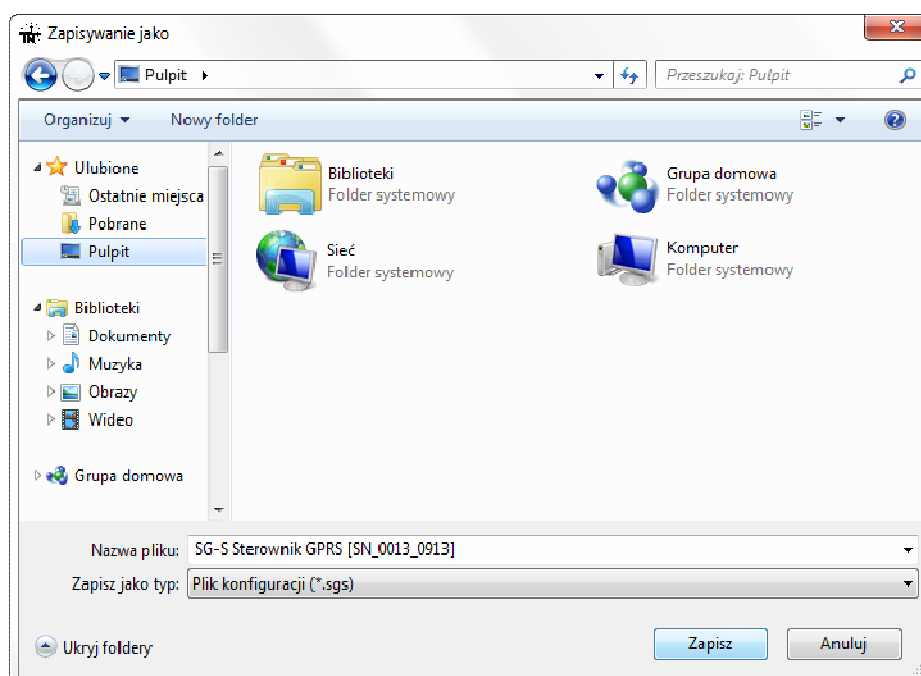 Zapisywanie jako
Pulpit
Przeszukaj: Pulpit
Organizuj
Nowy folder
Ulubione
Ostatnie miejsca
Pobrane
Pulpit
Biblioteki
Dokumenty
Muzyka
Obrazy
Wideo
Grupa domowa
Biblioteki
Folder systemowy
Grupa domowa
Folder systemowy
Sieć
Folder systemowy
Komputer
Folder systemowy
Nazwa pliku: SG-S Sterownik GPRS [SN_0013_0913]
Zapisz jako typ: Plik konfiguracji (*.sgs)
Ukryj foldery
Zapisz
Anuluj